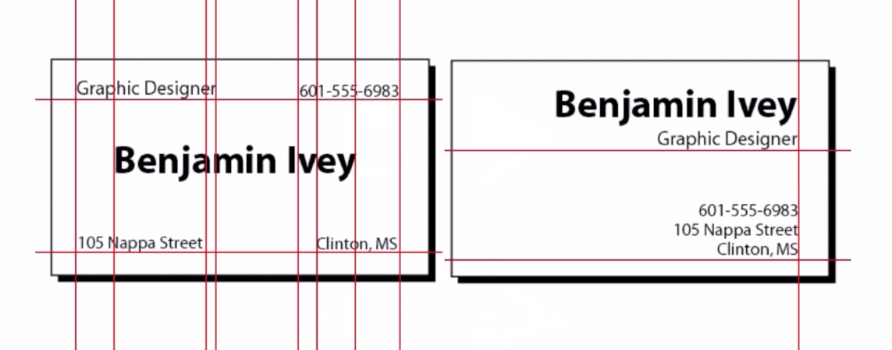 Graphic Designer 601-555-6983
Benjamin Ivey
105 Nappa Street Clinton, MS
Benjamin Ivey
Graphic Designer
601-555-6983
105 Nappa Street
Clinton, MS